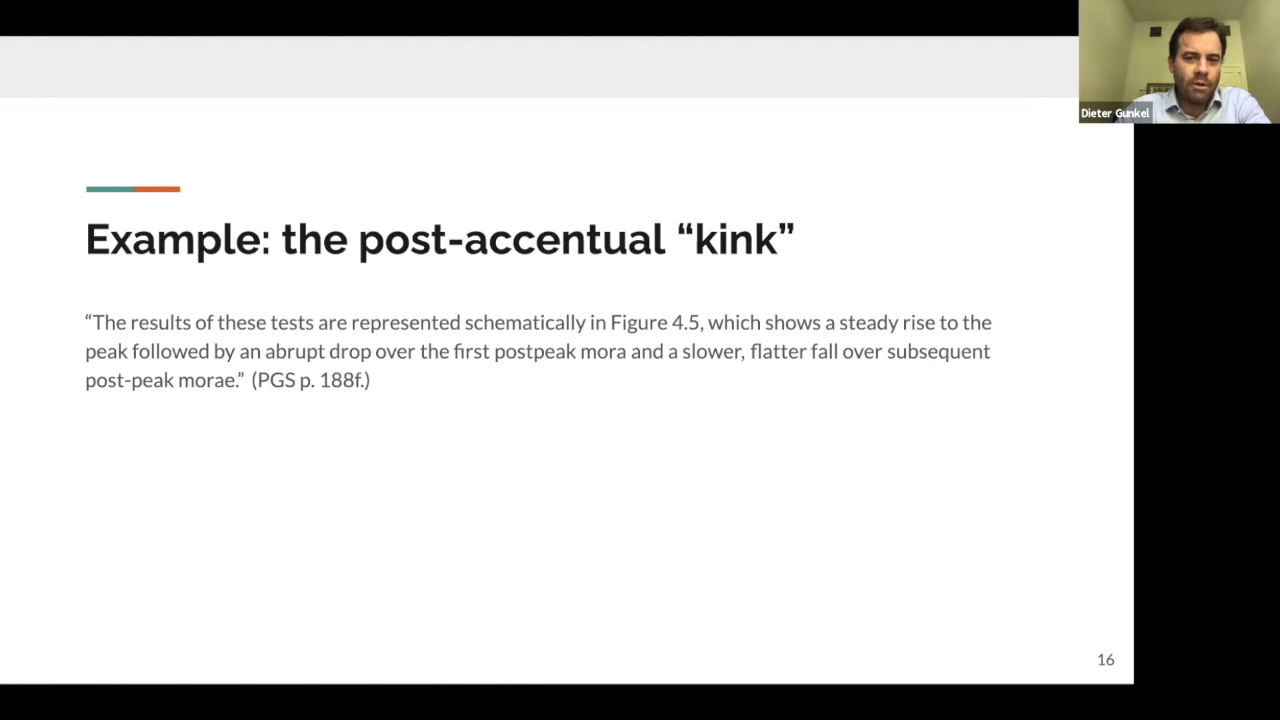 Dieter Gunkel
Example: the post-accentual “kink”
“The results of these tests are represented schematically in Figure 4.5, which shows a steady rise to the
peak followed by an abrupt drop over the first postpeak mora and a slower, flatter fall over subsequent
post-peak morae.” (PGS p. 188f.)
16